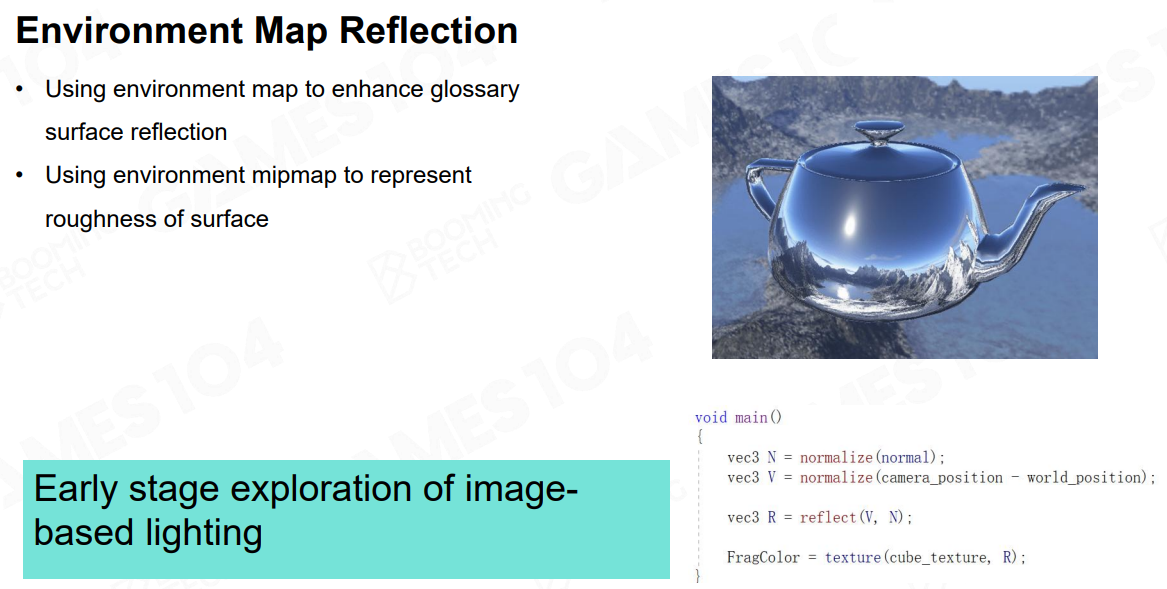 Environment Map Reflection
• Using environment map to enhance glossary
surface reflection
• Using environment mipmap to represent
roughness of surface
Early stage exploration of image-
based lighting
void main()
{
vec3 N = normalize(normal);
vec3 V = normalize(camera_position - world_position);
vec3 R = reflect(V, N);
FragColor = texture(cube_texture, R);
}
GAMES104
BOOMING
TECH